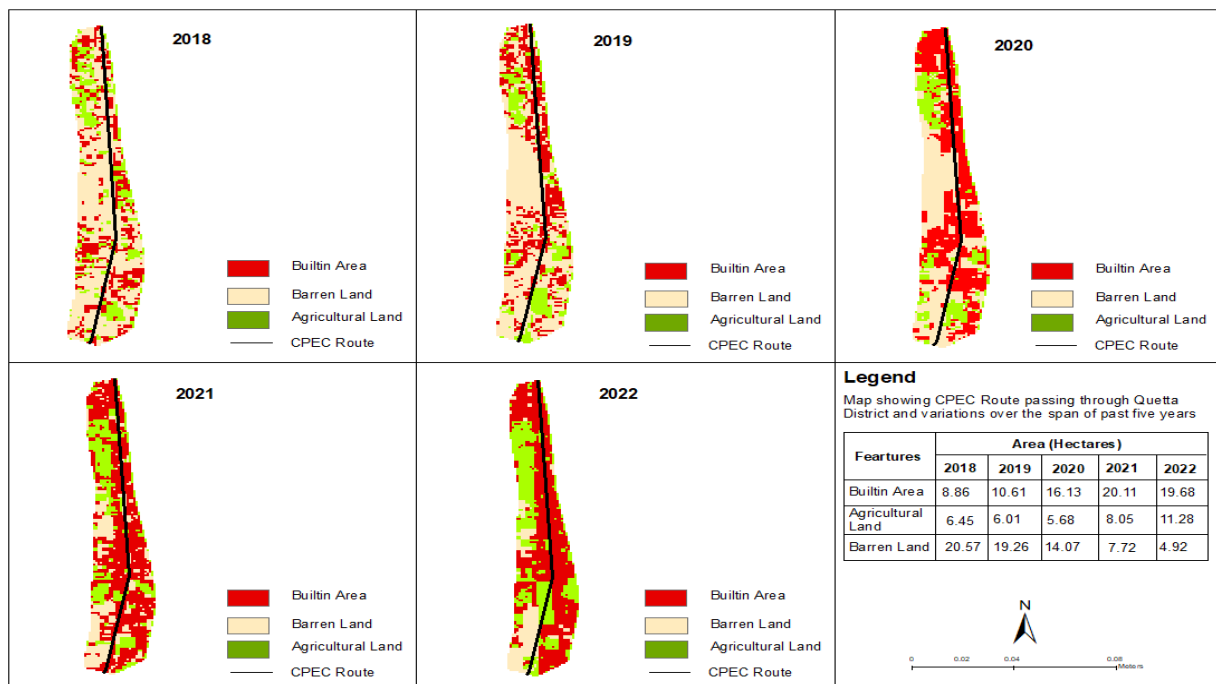 2018
Builtin Area
Barren Land
Agricultural Land
CPEC Route
2019
Builtin Area
Barren Land
Agricultural Land
CPEC Route
2020
Builtin Area
Barren Land
Agricultural Land
CPEC Route
2021
Builtin Area
Barren Land
Agricultural Land
CPEC Route
2022
Builtin Area
Barren Land
Agricultural Land
CPEC Route
Legend
Map showing CPEC Route passing through Quetta
District and variations over the span of past five years
Feartures
Area (Hectares)
2018 2019 2020 2021 2022
Builtin Area 8.86 10.61 16.13 20.11 19.68
Agricultural
Land 6.45 6.01 5.68 8.05 11.28
Barren Land 20.57 19.26 14.07 7.72 4.92
N
0 0.02 0.04 0.08
Meters